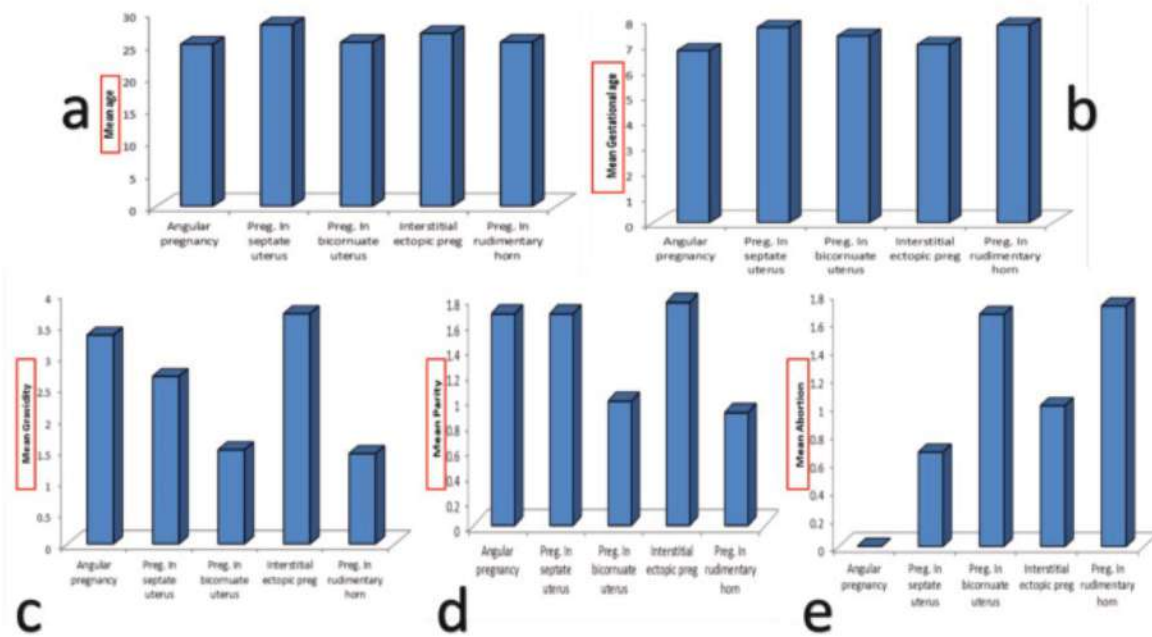 a
Mean age
30
25
20
15
10
5
0
Angular
pregnancy
Preg. In
septate
uterus
Preg. In
bicornuate
uterus
Interstitial
ectopic preg
Preg. In
rudimentary
horn
b
Mean Gestational age
8
7
6
5
4
3
2
1
0
Angular
pregnancy
Preg. In
septate
uterus
Preg. In
bicornuate
uterus
Interstitial
ectopic preg
Preg. In
rudimentary
horn
c
Mean Gravidity
4
3.5
3
2.5
2
1.5
1
0.5
0
Angular
pregnancy
Preg. In
septate
uterus
Preg. In
bicornuate
uterus
Interstitial
ectopic preg
Preg. In
rudimentary
horn
d
Mean Parity
1.8
1.6
1.4
1.2
1
0.8
0.6
0.4
0.2
0
Angular
pregnancy
Preg. In
septate
uterus
Preg. In
bicornuate
uterus
Interstitial
ectopic preg
Preg. In
rudimentary
horn
e
Mean Abortion
1.8
1.6
1.4
1.2
1
0.8
0.6
0.4
0.2
0
Angular
pregnancy
Preg. In
septate
uterus
Preg. In
bicornuate
uterus
Interstitial
ectopic preg
Preg. In
rudimentary
horn